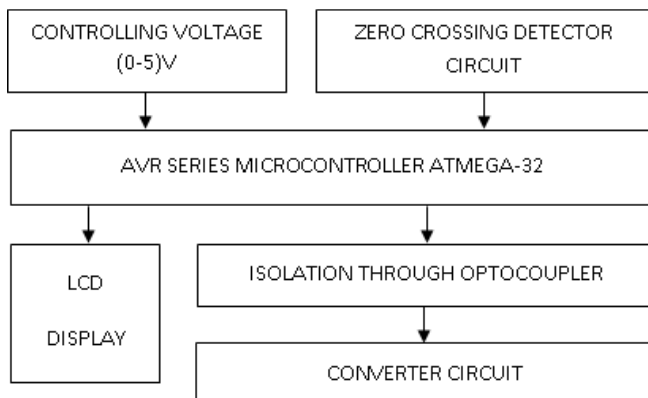 CONTROLLING VOLTAGE
(0-5)V
ZERO CROSSING DETECTOR
CIRCUIT
AVR SERIES MICROCONTROLLER ATMEGA-32
LCD
DISPLAY
ISOLATION THROUGH OPTOCOUPLER
CONVERTER CIRCUIT